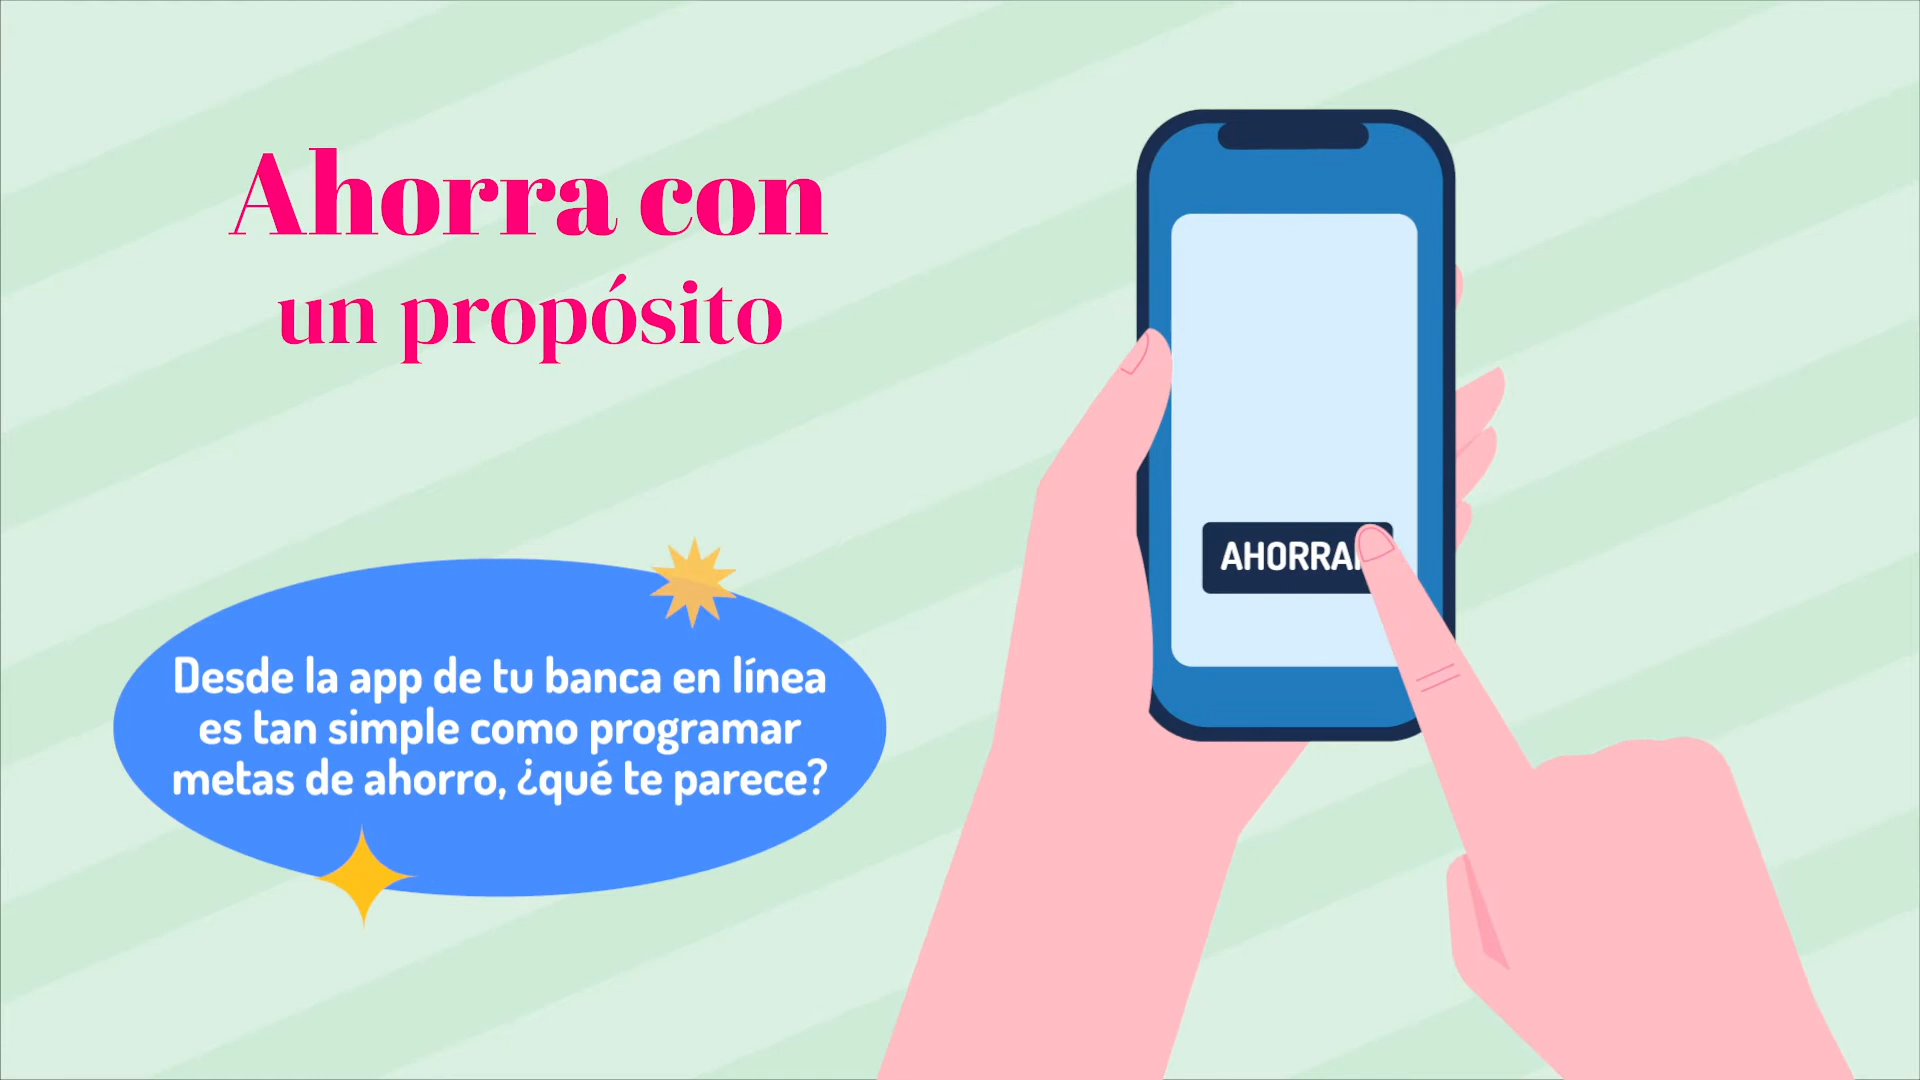 Ahorra con
un propósito
Desde la app de tu banca en línea
es tan simple como programar
metas de ahorro, ¿qué te parece?
AHORRAR